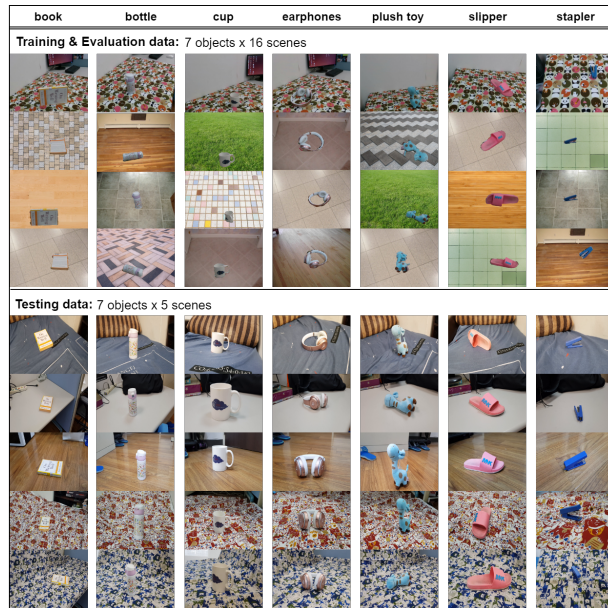 book bottle cup earphones plush toy slipper stapler
Training & Evaluation data: 7 objects x 16 scenes
Testing data: 7 objects x 5 scenes